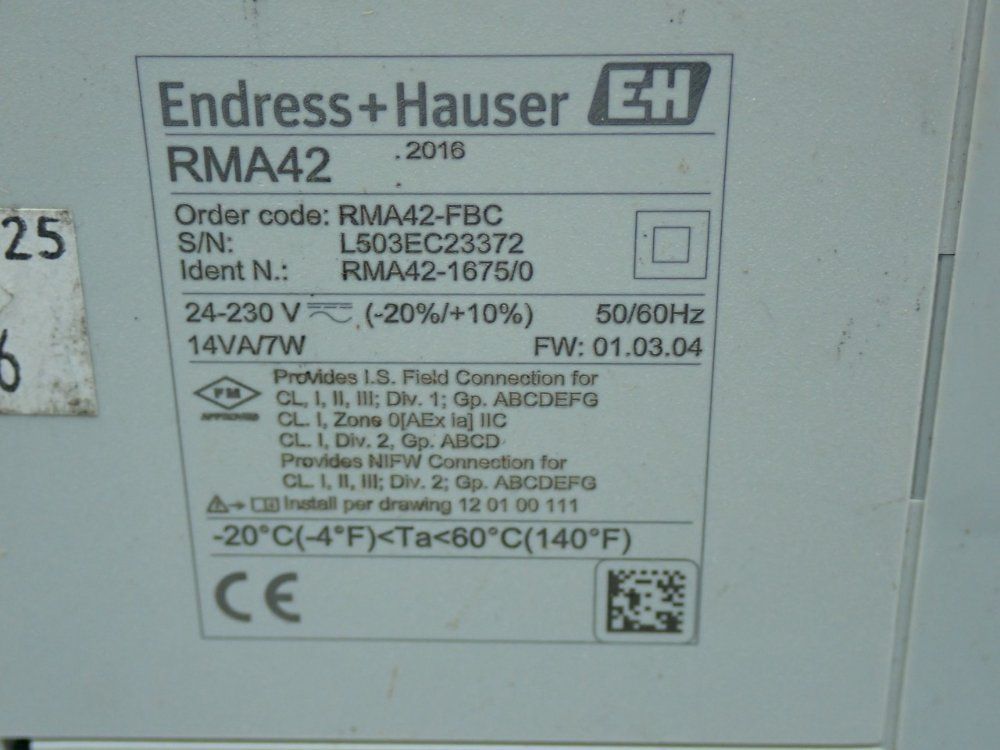 Endress+Hauser EH
RMA42 .2016
Order code: RMA42-FBC
S/N: L503EC23372
Ident N.: RMA42-1675/0
24-230 V (-20%/+10%) 50/60Hz
14VA/7W FW: 01.03.04
FM
APPROVED
Provides I.S. Field Connection for
CL, I, II, III; Div. 1; Gp. ABCDEFG
CL. I, Zone 0[AEx ia] IIC
CL. I, Div. 2, Gp. ABCD
Provides NIFW Connection for
CL. I, II, III; Div. 2; Gp. ABCDEFG
Install per drawing 12 01 00 111
-20°C(-4°F)<Ta<60°C(140°F)
CE
25
6